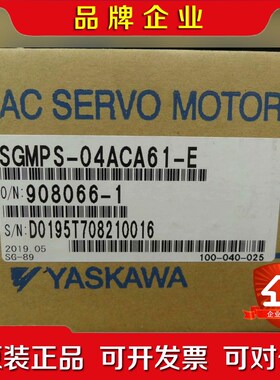 品牌企业
AC SERVO MOTOR
SGMPS-04ACA61-E
O/N: 908066-1
S/N: D0195T708210016
2019.05
SG-89
100-040-025
YASKAWA
企业
原装正品 可开发票 可对